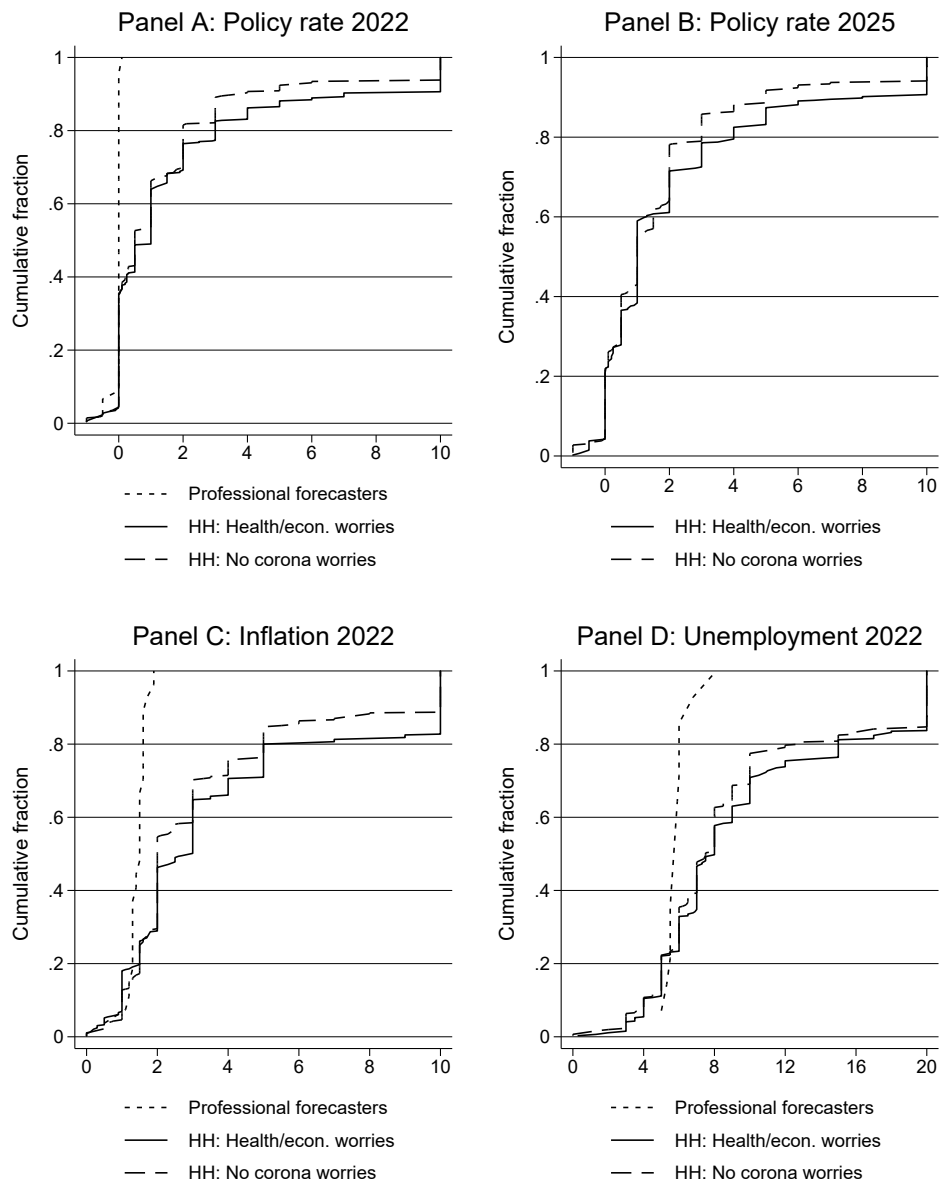 Panel A: Policy rate 2022
Cumulative fraction
1
.8
.6
.4
.2
0
0 2 4 6 8 10
Professional forecasters
HH: Health/econ. worries
HH: No corona worries
Panel B: Policy rate 2025
Cumulative fraction
1
.8
.6
.4
.2
0
0 2 4 6 8 10
HH: Health/econ. worries
HH: No corona worries
Panel C: Inflation 2022
Cumulative fraction
1
.8
.6
.4
.2
0
0 2 4 6 8 10
Professional forecasters
HH: Health/econ. worries
HH: No corona worries
Panel D: Unemployment 2022
Cumulative fraction
1
.8
.6
.4
.2
0
0 4 8 12 16 20
Professional forecasters
HH: Health/econ. worries
HH: No corona worries